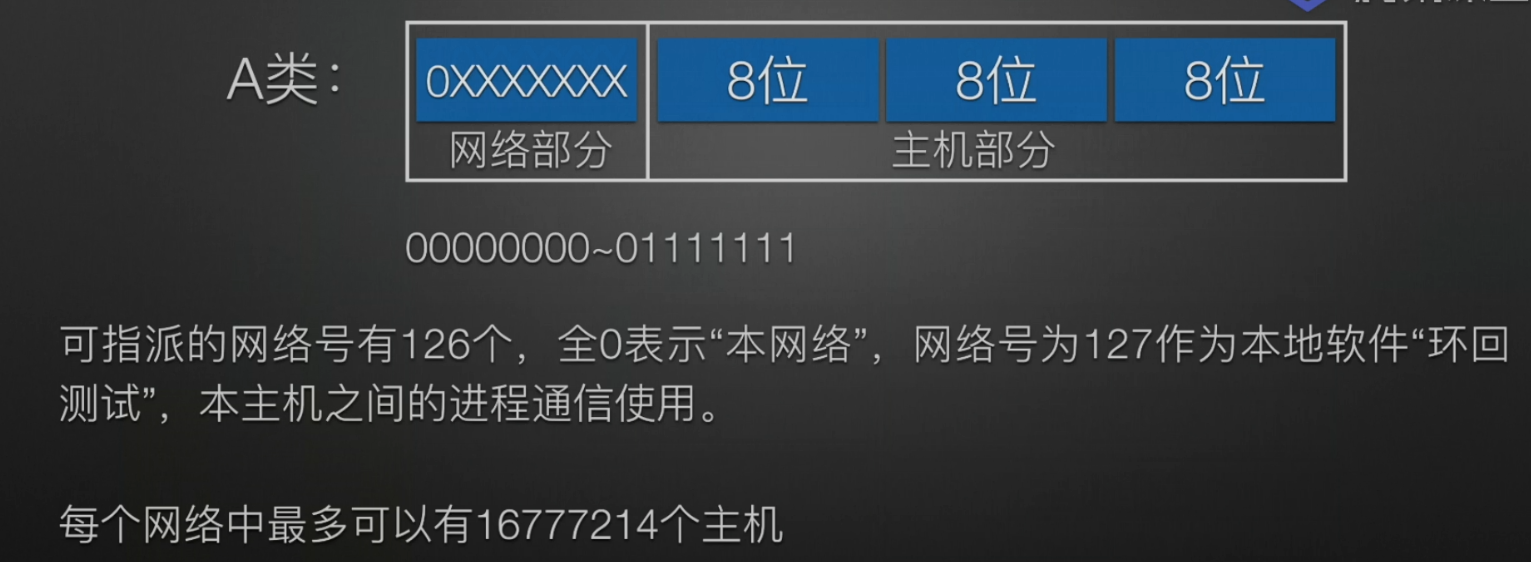 A类： 0XXXXXXX 8位 8位 8位
网络部分 主机部分
00000000~01111111
可指派的网络号有126个，全0表示“本网络”，网络号为127作为本地软件“环回
测试”，本主机之间的进程通信使用。
每个网络中最多可以有16777214个主机